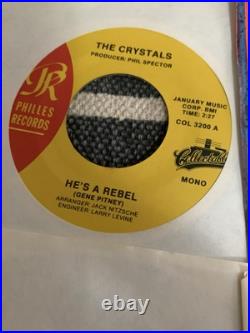 THE CRYSTALS
PRODUCER: PHIL SPECTOR
PR
PHILLES
RECORDS
JANUARY MUSIC
CORP. BMI
TIME: 2:27
COL 3200 A
Collectables
MONO
HE'S A REBEL
(GENE PITNEY)
ARRANGER: JACK NITZSCHE
ENGINEER: LARRY LEVINE